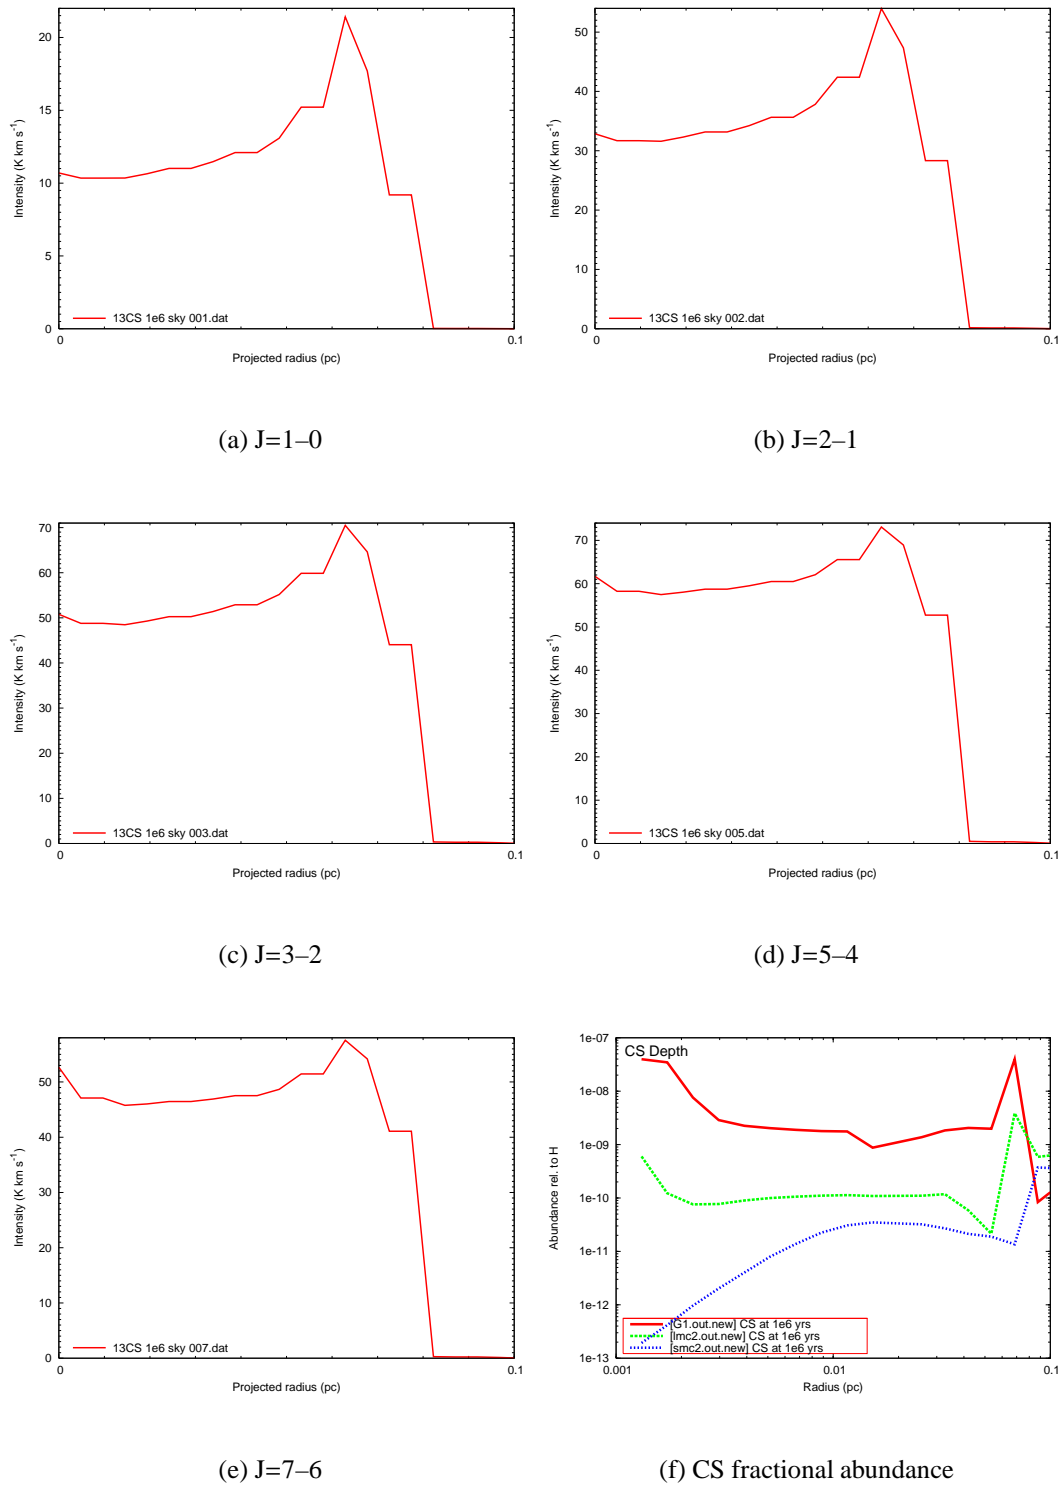 20
15
10
5
0
Intensity (K km s-1)
13CS 1e6 sky 001.dat
0
0.1
Projected radius (pc)
(a) J=1–0
50
40
30
20
10
0
Intensity (K km s-1)
13CS 1e6 sky 002.dat
0
0.1
Projected radius (pc)
(b) J=2–1
70
60
50
40
30
20
10
0
Intensity (K km s-1)
13CS 1e6 sky 003.dat
0
0.1
Projected radius (pc)
(c) J=3–2
70
60
50
40
30
20
10
0
Intensity (K km s-1)
13CS 1e6 sky 005.dat
0
0.1
Projected radius (pc)
(d) J=5–4
50
40
30
20
10
0
Intensity (K km s-1)
13CS 1e6 sky 007.dat
0
0.1
Projected radius (pc)
(e) J=7–6
1e-07
1e-08
1e-09
1e-10
1e-11
1e-12
1e-13
Abundance rel. to H
CS Depth
[G1.out.new] CS at 1e6 yrs
[lmc2.out.new] CS at 1e6 yrs
[smc2.out.new] CS at 1e6 yrs
0.001
0.01
0.1
Radius (pc)
(f) CS fractional abundance